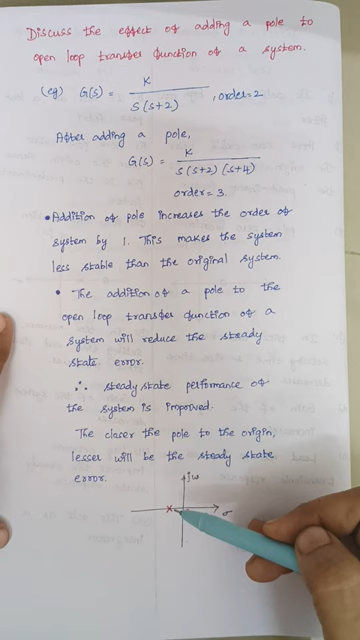 Discuss the effect of adding a pole to
open loop transfer function of a system.
(eg) G(s) = K / S(S+2) , order=2
After adding a pole,
G(s) = K / S(S+2)(S+4)
order = 3.
• Addition of pole increases the order of
system by 1. This makes the system
less stable than the original system.
• The addition of a pole to the
open loop transfer function of a
system will reduce the steady
state error.
∴ steady state performance of
the system is improved.
The closer the pole to the origin,
lesser will be the steady state
error.
jω
σ